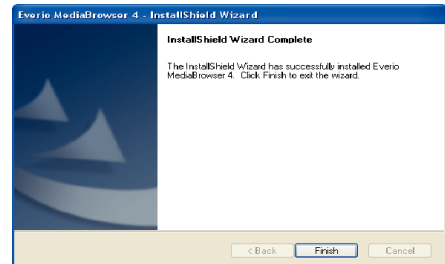 Everio MediaBrowser 4 - InstallShield Wizard
InstallShield Wizard Complete
The InstallShield Wizard has successfully installed Everio
MediaBrowser 4. Click Finish to exit the wizard.
< Back
Finish
Cancel